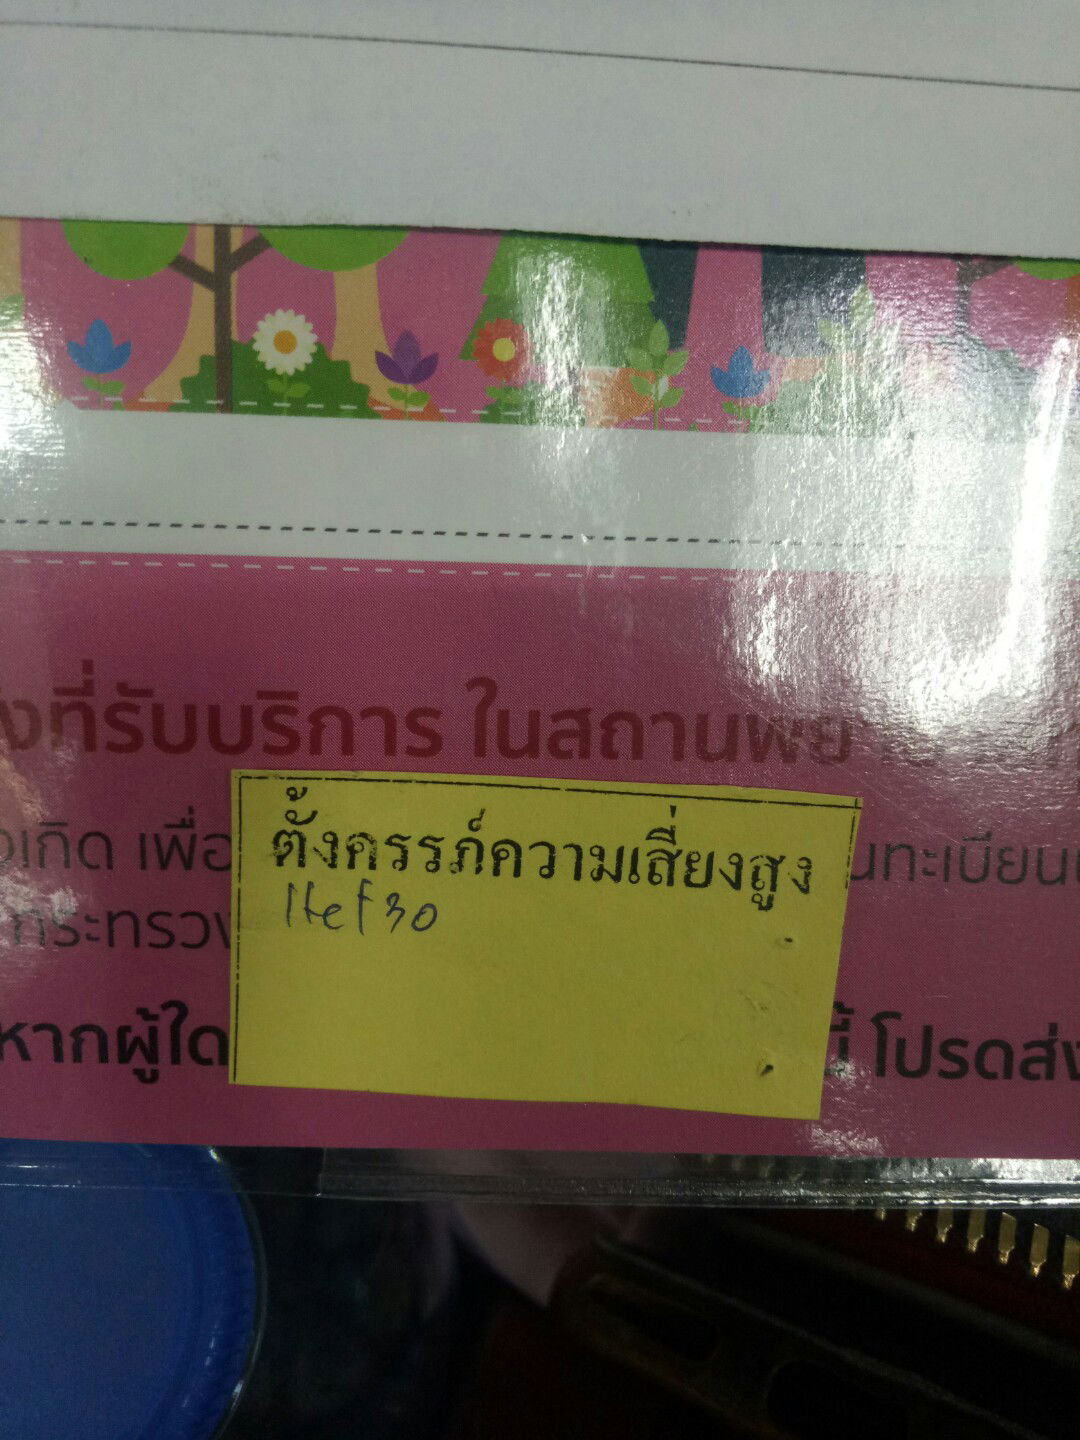 งที่รับบริการ ในสถานพย
ตั้งครรภ์ความเสี่ยงสูง
เกิด เพื่อ
นทะเบียน
กระทรวง
หากผู้ใด
นี้ โปรดส่ง